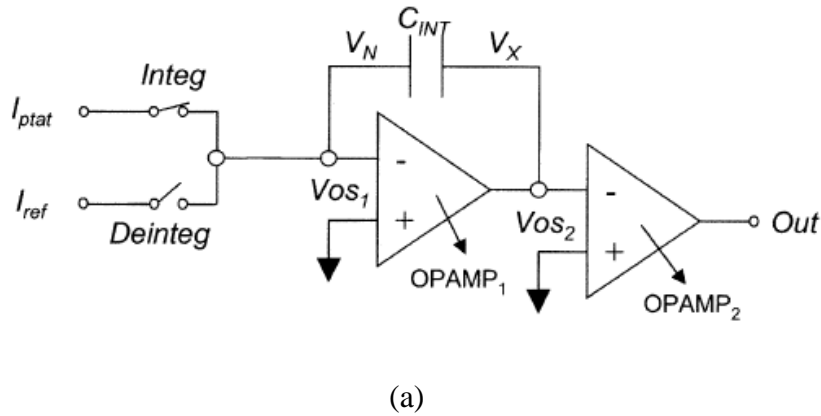 C_INT
V_N
V_X
Integ
I_ptat
-
Vos_1
+
I_ref
Deinteg
OPAMP_1
-
Vos_2
+
Out
OPAMP_2
(a)